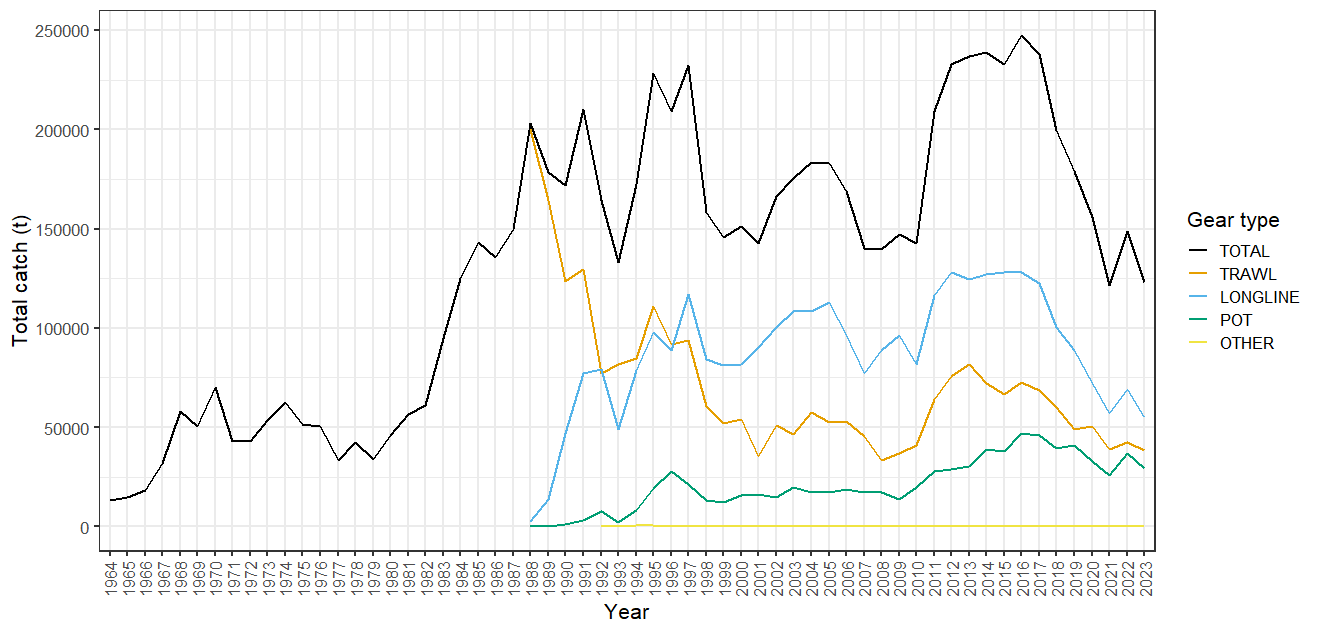 250000
200000
150000
100000
50000
0
Total catch (t)
1964 1965 1966 1967 1968 1969 1970 1971 1972 1973 1974 1975 1976 1977 1978 1979 1980 1981 1982 1983 1984 1985 1986 1987 1988 1989 1990 1991 1992 1993 1994 1995 1996 1997 1998 1999 2000 2001 2002 2003 2004 2005 2006 2007 2008 2009 2010 2011 2012 2013 2014 2015 2016 2017 2018 2019 2020 2021 2022 2023
Year
Gear type
TOTAL
TRAWL
LONGLINE
POT
OTHER